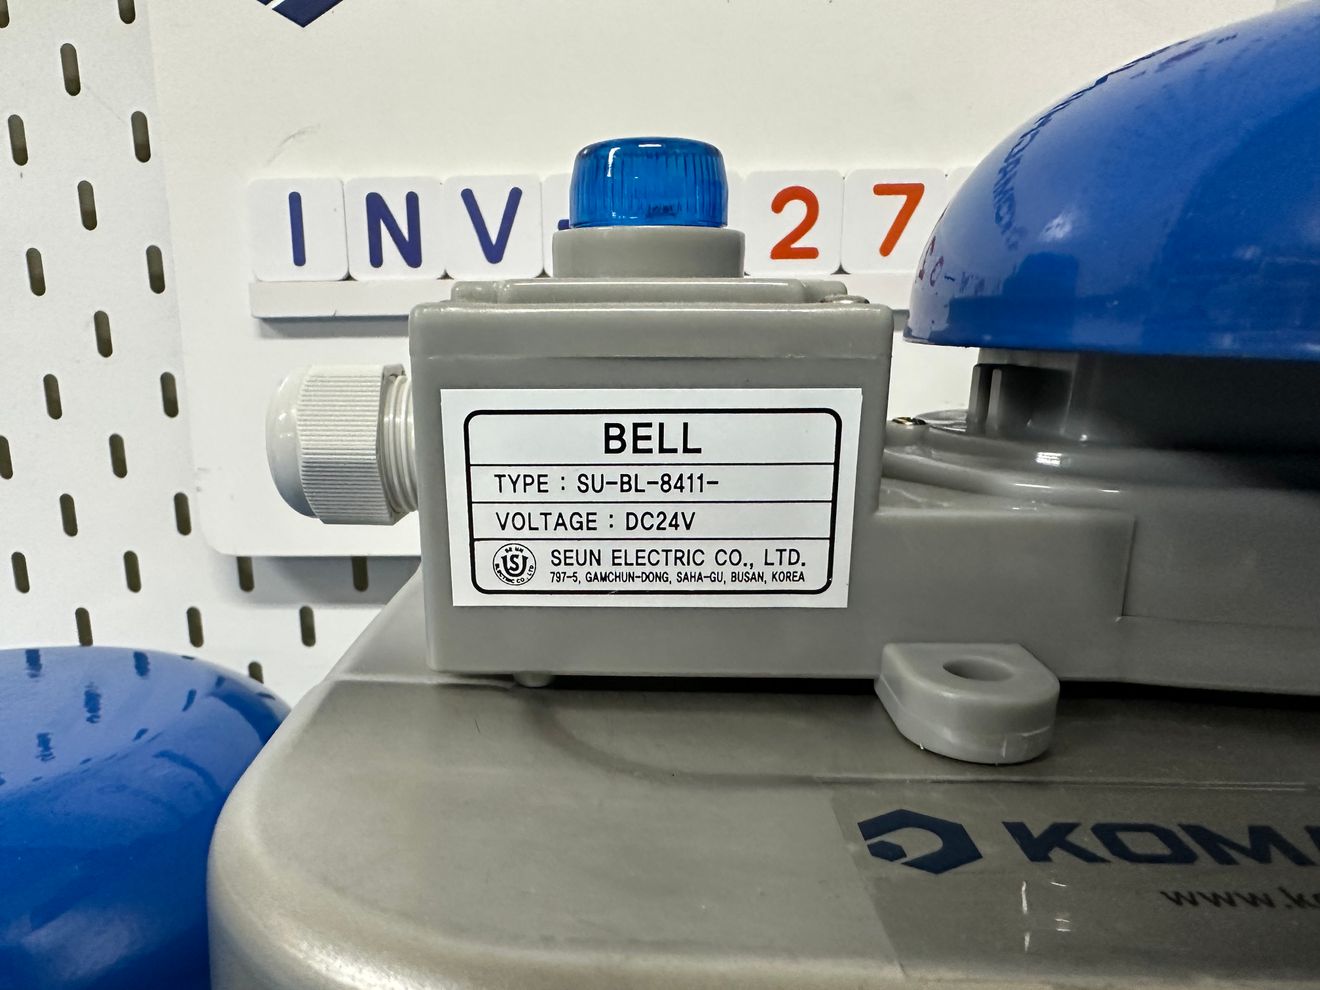 INV - 27
BELL
TYPE : SU-BL-8411-
VOLTAGE : DC24V
SEUN ELECTRIC CO., LTD.
797-5, GAMCHUN-DONG, SAHA-GU, BUSAN, KOREA